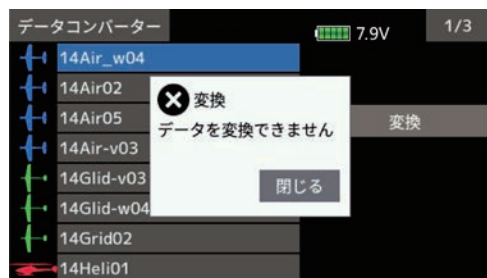 データコンバーター
7.9V
1/3
14Air_w04
14Air02
14Air05
14Air-v03
14Glid-v03
14Glid-w04
14Grid02
14Heli01
変換
データを変換できません
閉じる
変換